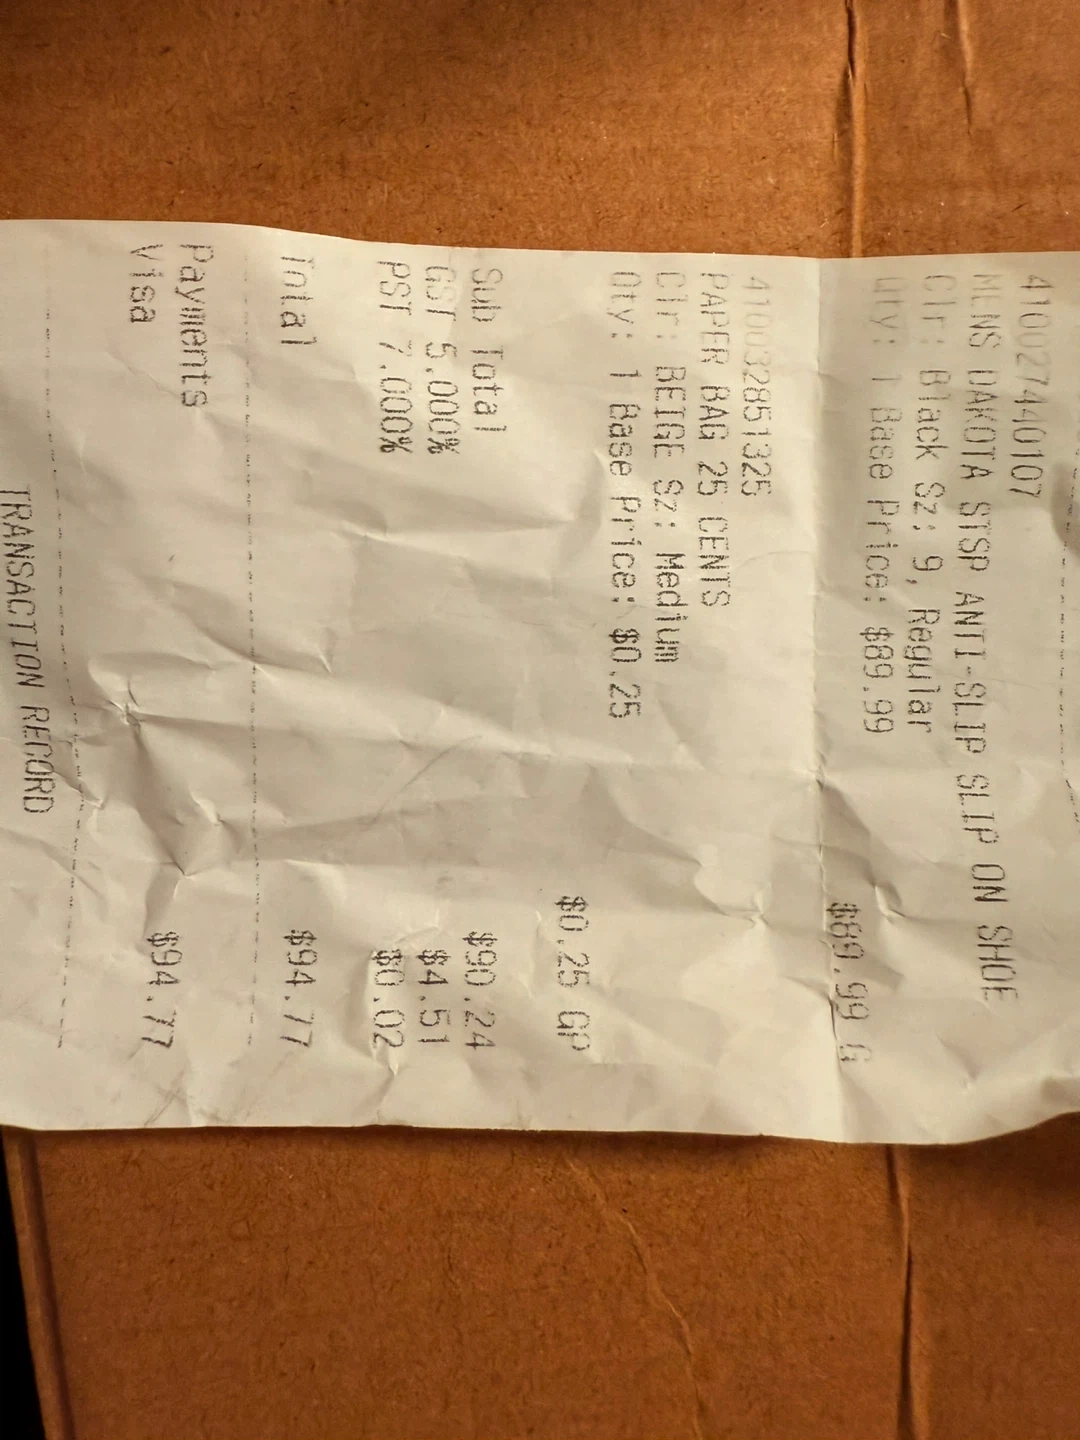 410027440107
MENS DAKOTA STSP ANTI-SLIP SLIP ON SHOE
Clr: Black Sz: 9, Regular
Qty: 1 Base Price: $89.99
$89.99 G
410032851325
PAPER BAG 25 CENTS
Clr: BEIGE Sz: Medium
Qty: 1 Base Price: $0.25
$0.25 GP
Sub Total $90.24
GST 5.000% $4.51
PST 7.000% $0.02
Total $94.77
Payments
Visa $94.77
TRANSACTION RECORD